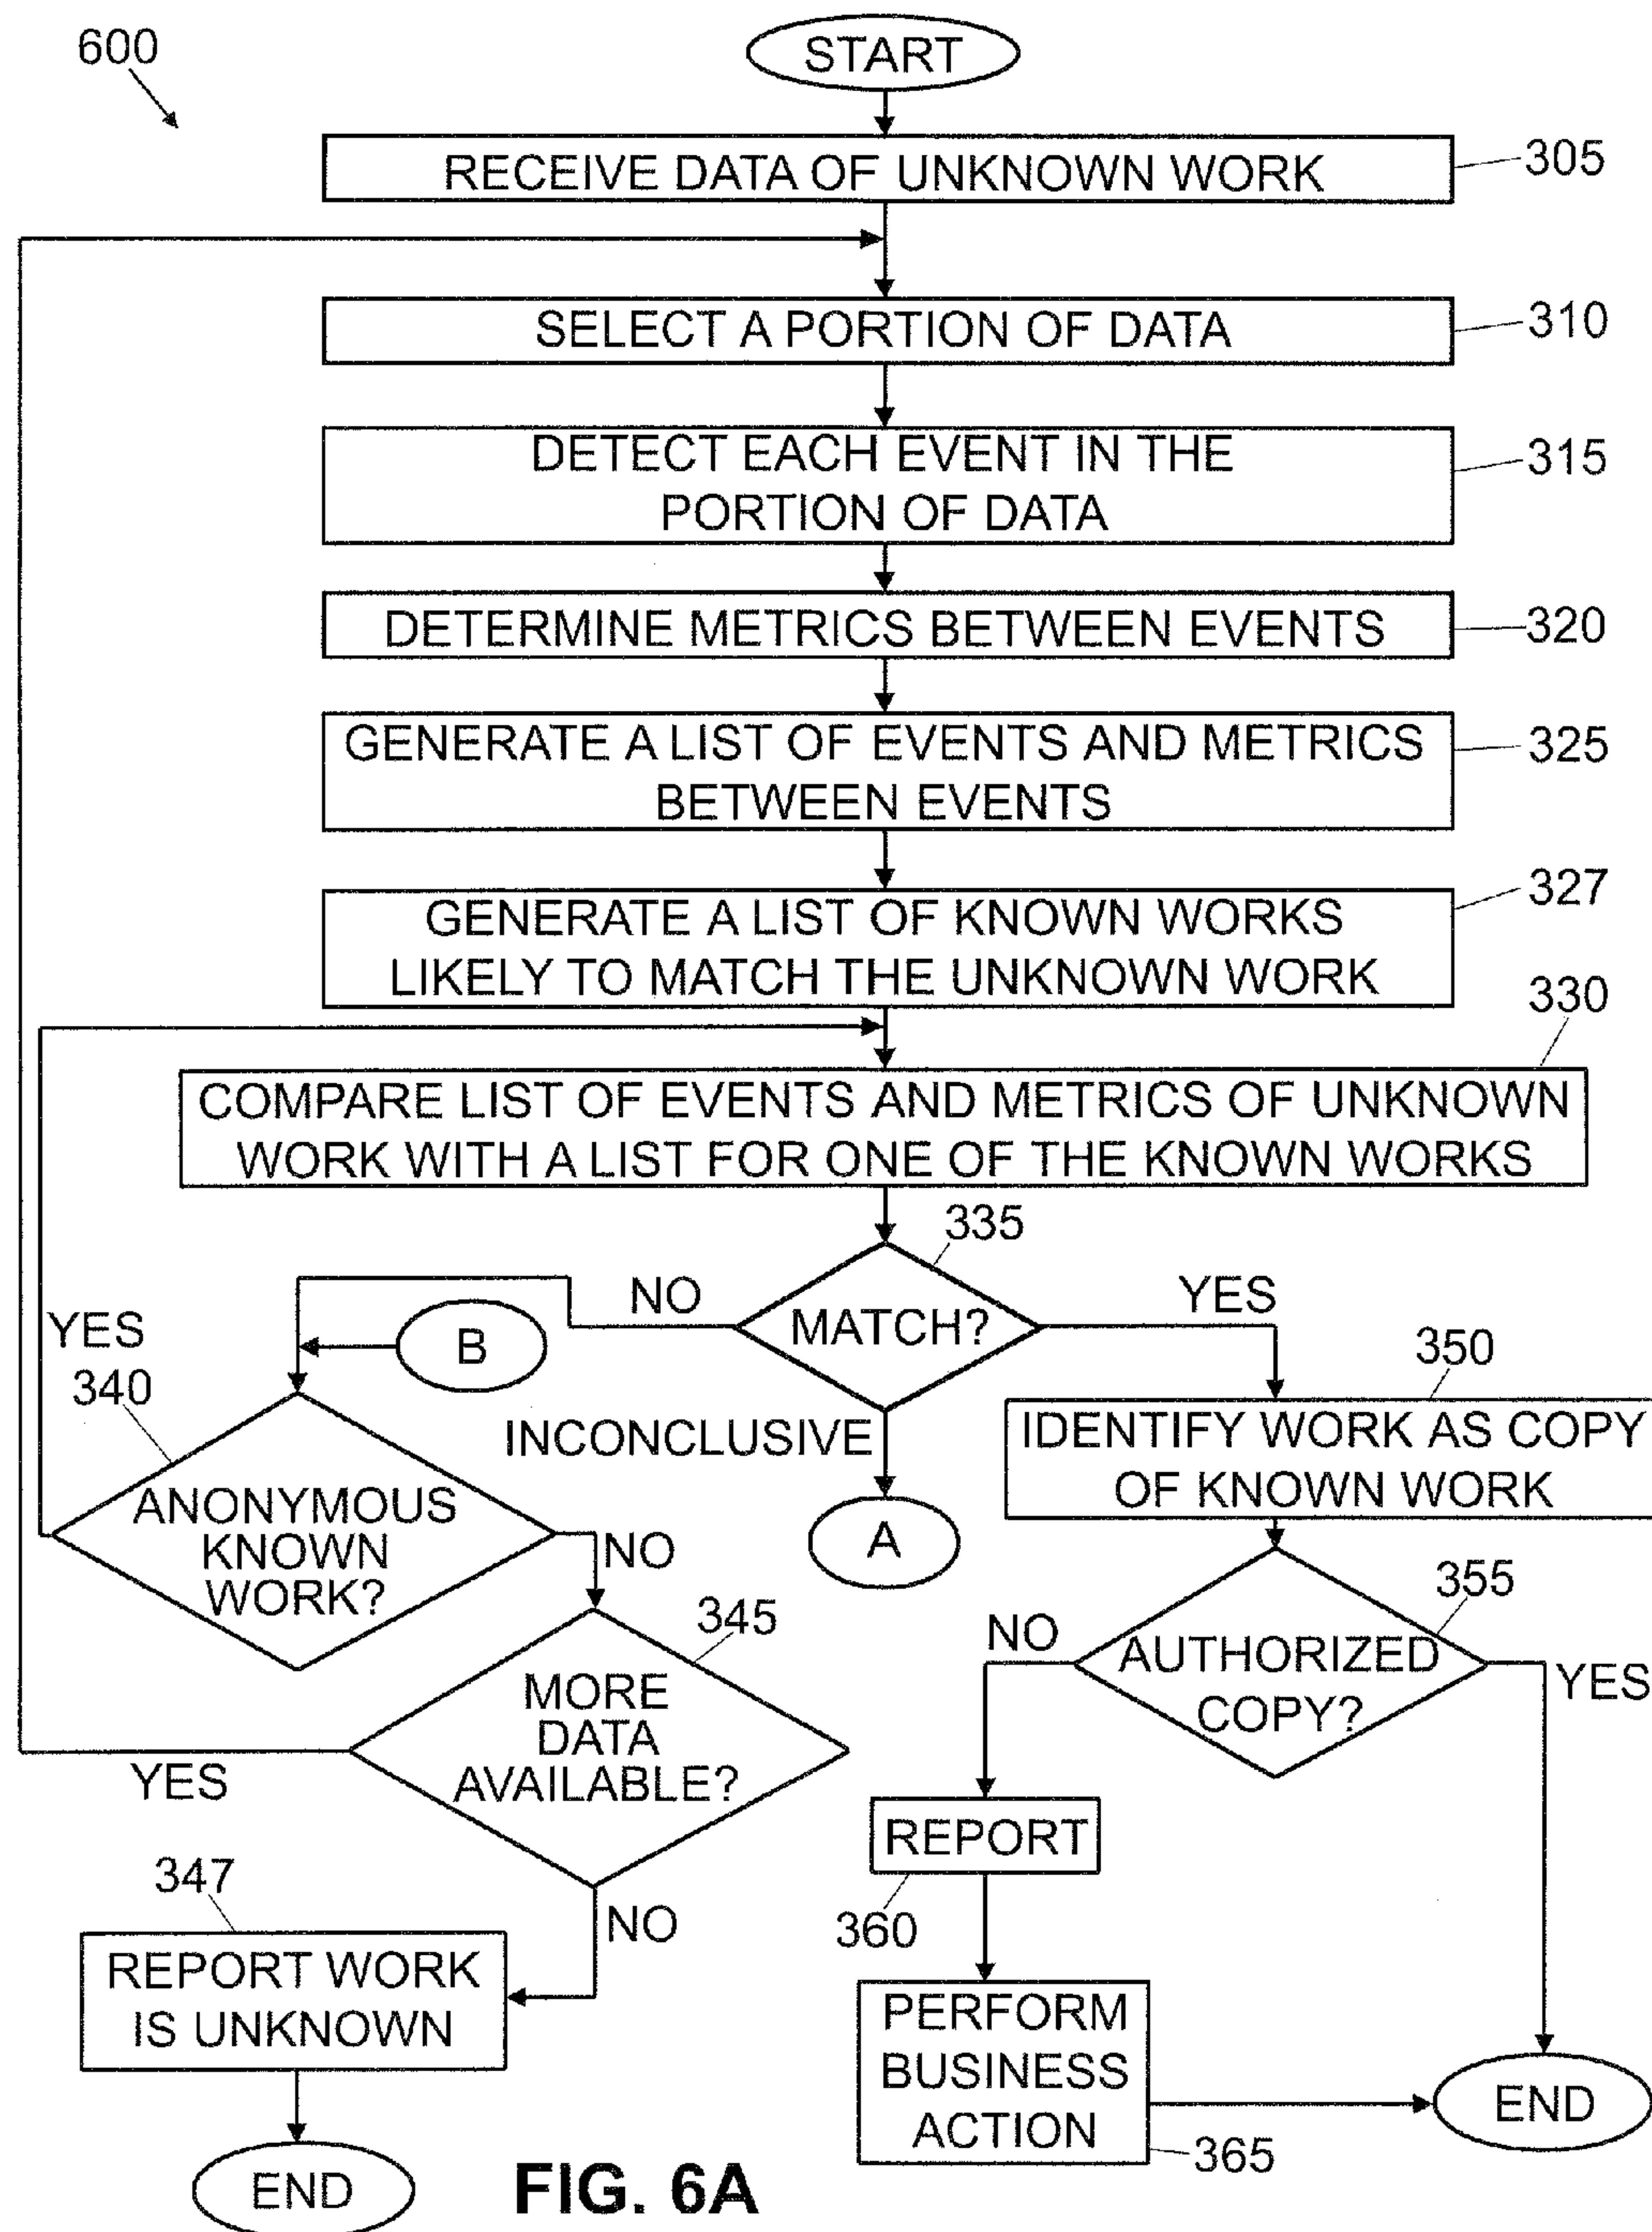 600
START
RECEIVE DATA OF UNKNOWN WORK
305
SELECT A PORTION OF DATA
310
DETECT EACH EVENT IN THE
PORTION OF DATA
315
DETERMINE METRICS BETWEEN EVENTS
320
GENERATE A LIST OF EVENTS AND METRICS
BETWEEN EVENTS
325
GENERATE A LIST OF KNOWN WORKS
LIKELY TO MATCH THE UNKNOWN WORK
327
330
COMPARE LIST OF EVENTS AND METRICS OF UNKNOWN
WORK WITH A LIST FOR ONE OF THE KNOWN WORKS
335
MATCH?
NO
YES
INCONCLUSIVE
A
B
YES
340
ANONYMOUS
KNOWN
WORK?
NO
345
MORE
DATA
AVAILABLE?
YES
NO
347
REPORT WORK
IS UNKNOWN
END
350
IDENTIFY WORK AS COPY
OF KNOWN WORK
355
AUTHORIZED
COPY?
NO
YES
REPORT
360
PERFORM
BUSINESS
ACTION
365
END
FIG. 6A